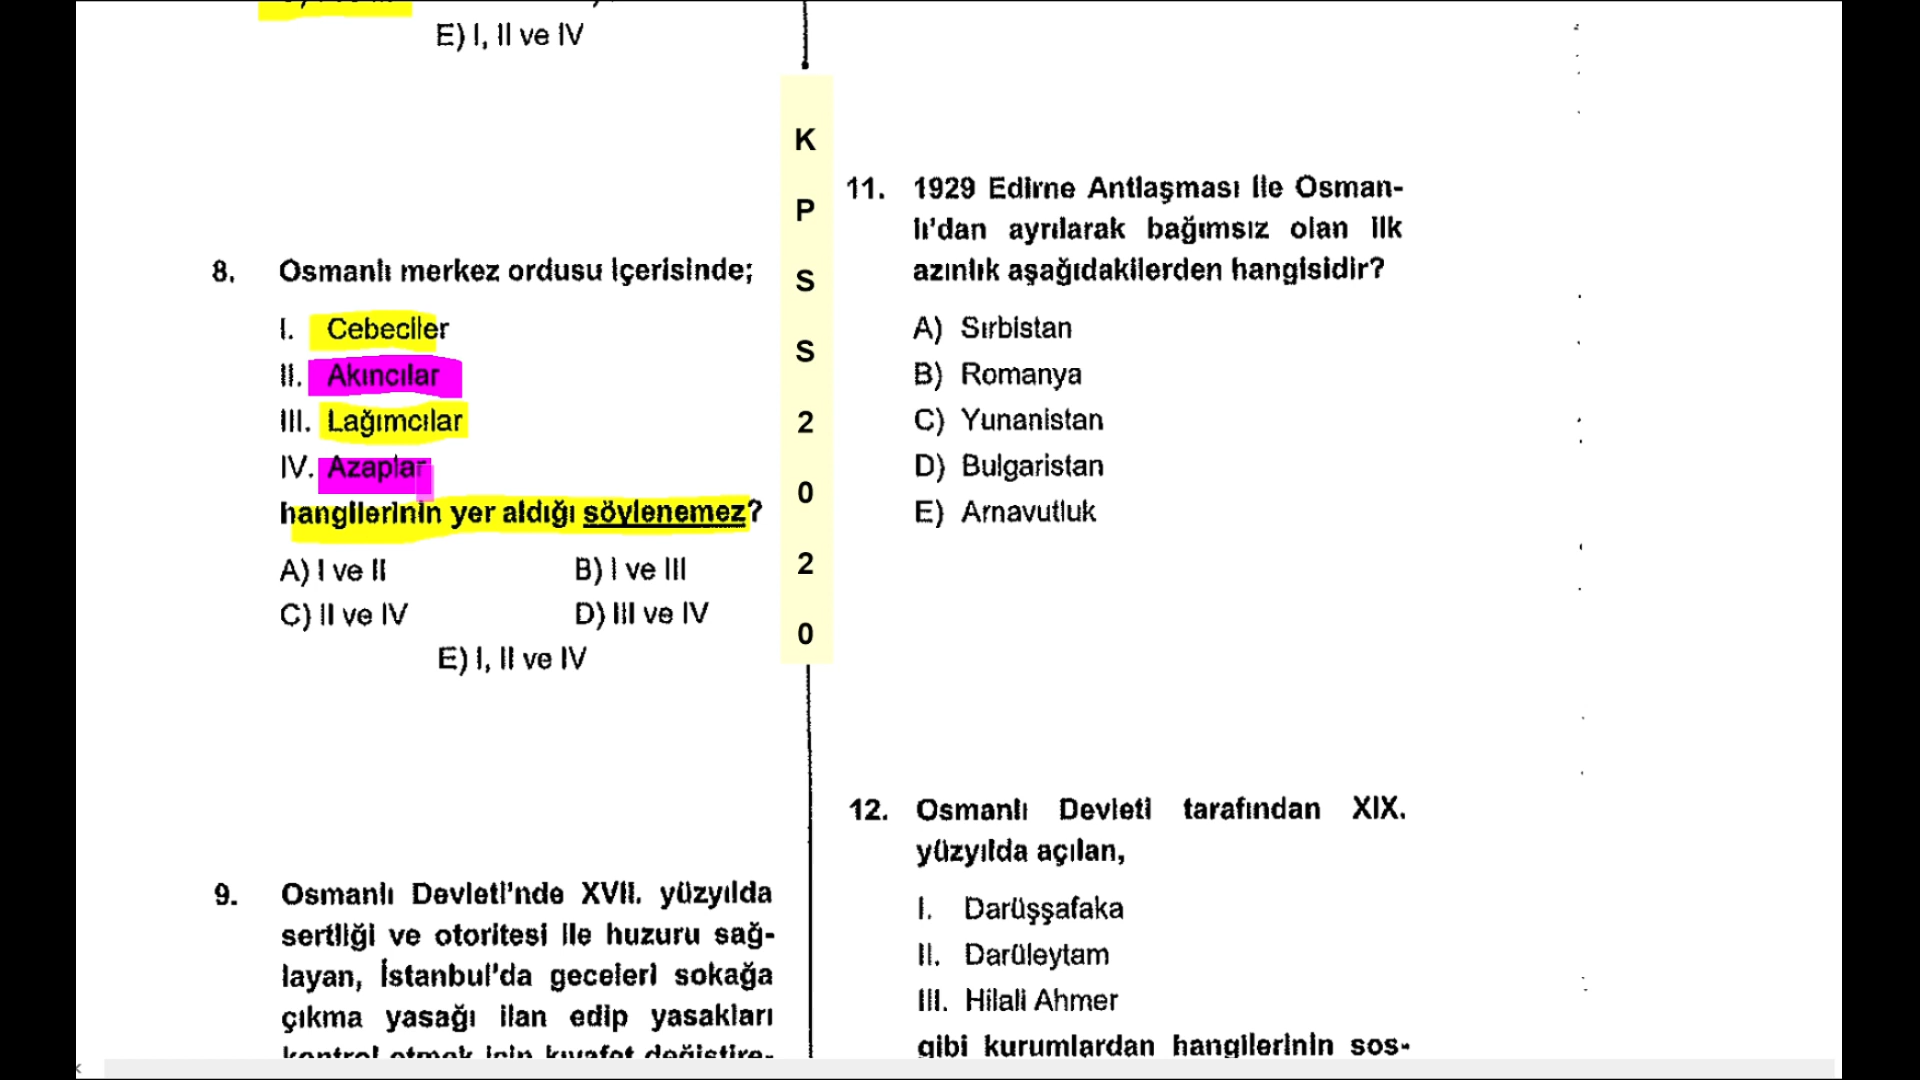 E) I, II ve IV
8. Osmanlı merkez ordusu içerisinde;
I. Cebeciler
II. Akıncılar
III. Lağımcılar
IV. Azaplar
hangilerinin yer aldığı söylenemez?
A) I ve II B) I ve III
C) II ve IV D) III ve IV
E) I, II ve IV
9. Osmanlı Devleti'nde XVII. yüzyılda
sertliği ve otoritesi ile huzuru sağ-
layan, İstanbul'da geceleri sokağa
çıkma yasağı ilan edip yasakları
kontrol etmek için kıyafet değiştire-
K
P
S
S
2
0
2
0
11. 1929 Edirne Antlaşması ile Osman-
lı'dan ayrılarak bağımsız olan ilk
azınlık aşağıdakilerden hangisidir?
A) Sırbistan
B) Romanya
C) Yunanistan
D) Bulgaristan
E) Arnavutluk
12. Osmanlı Devleti tarafından XIX.
yüzyılda açılan,
I. Darüşşafaka
II. Darüleytam
III. Hilali Ahmer
gibi kurumlardan hangilerinin sos-